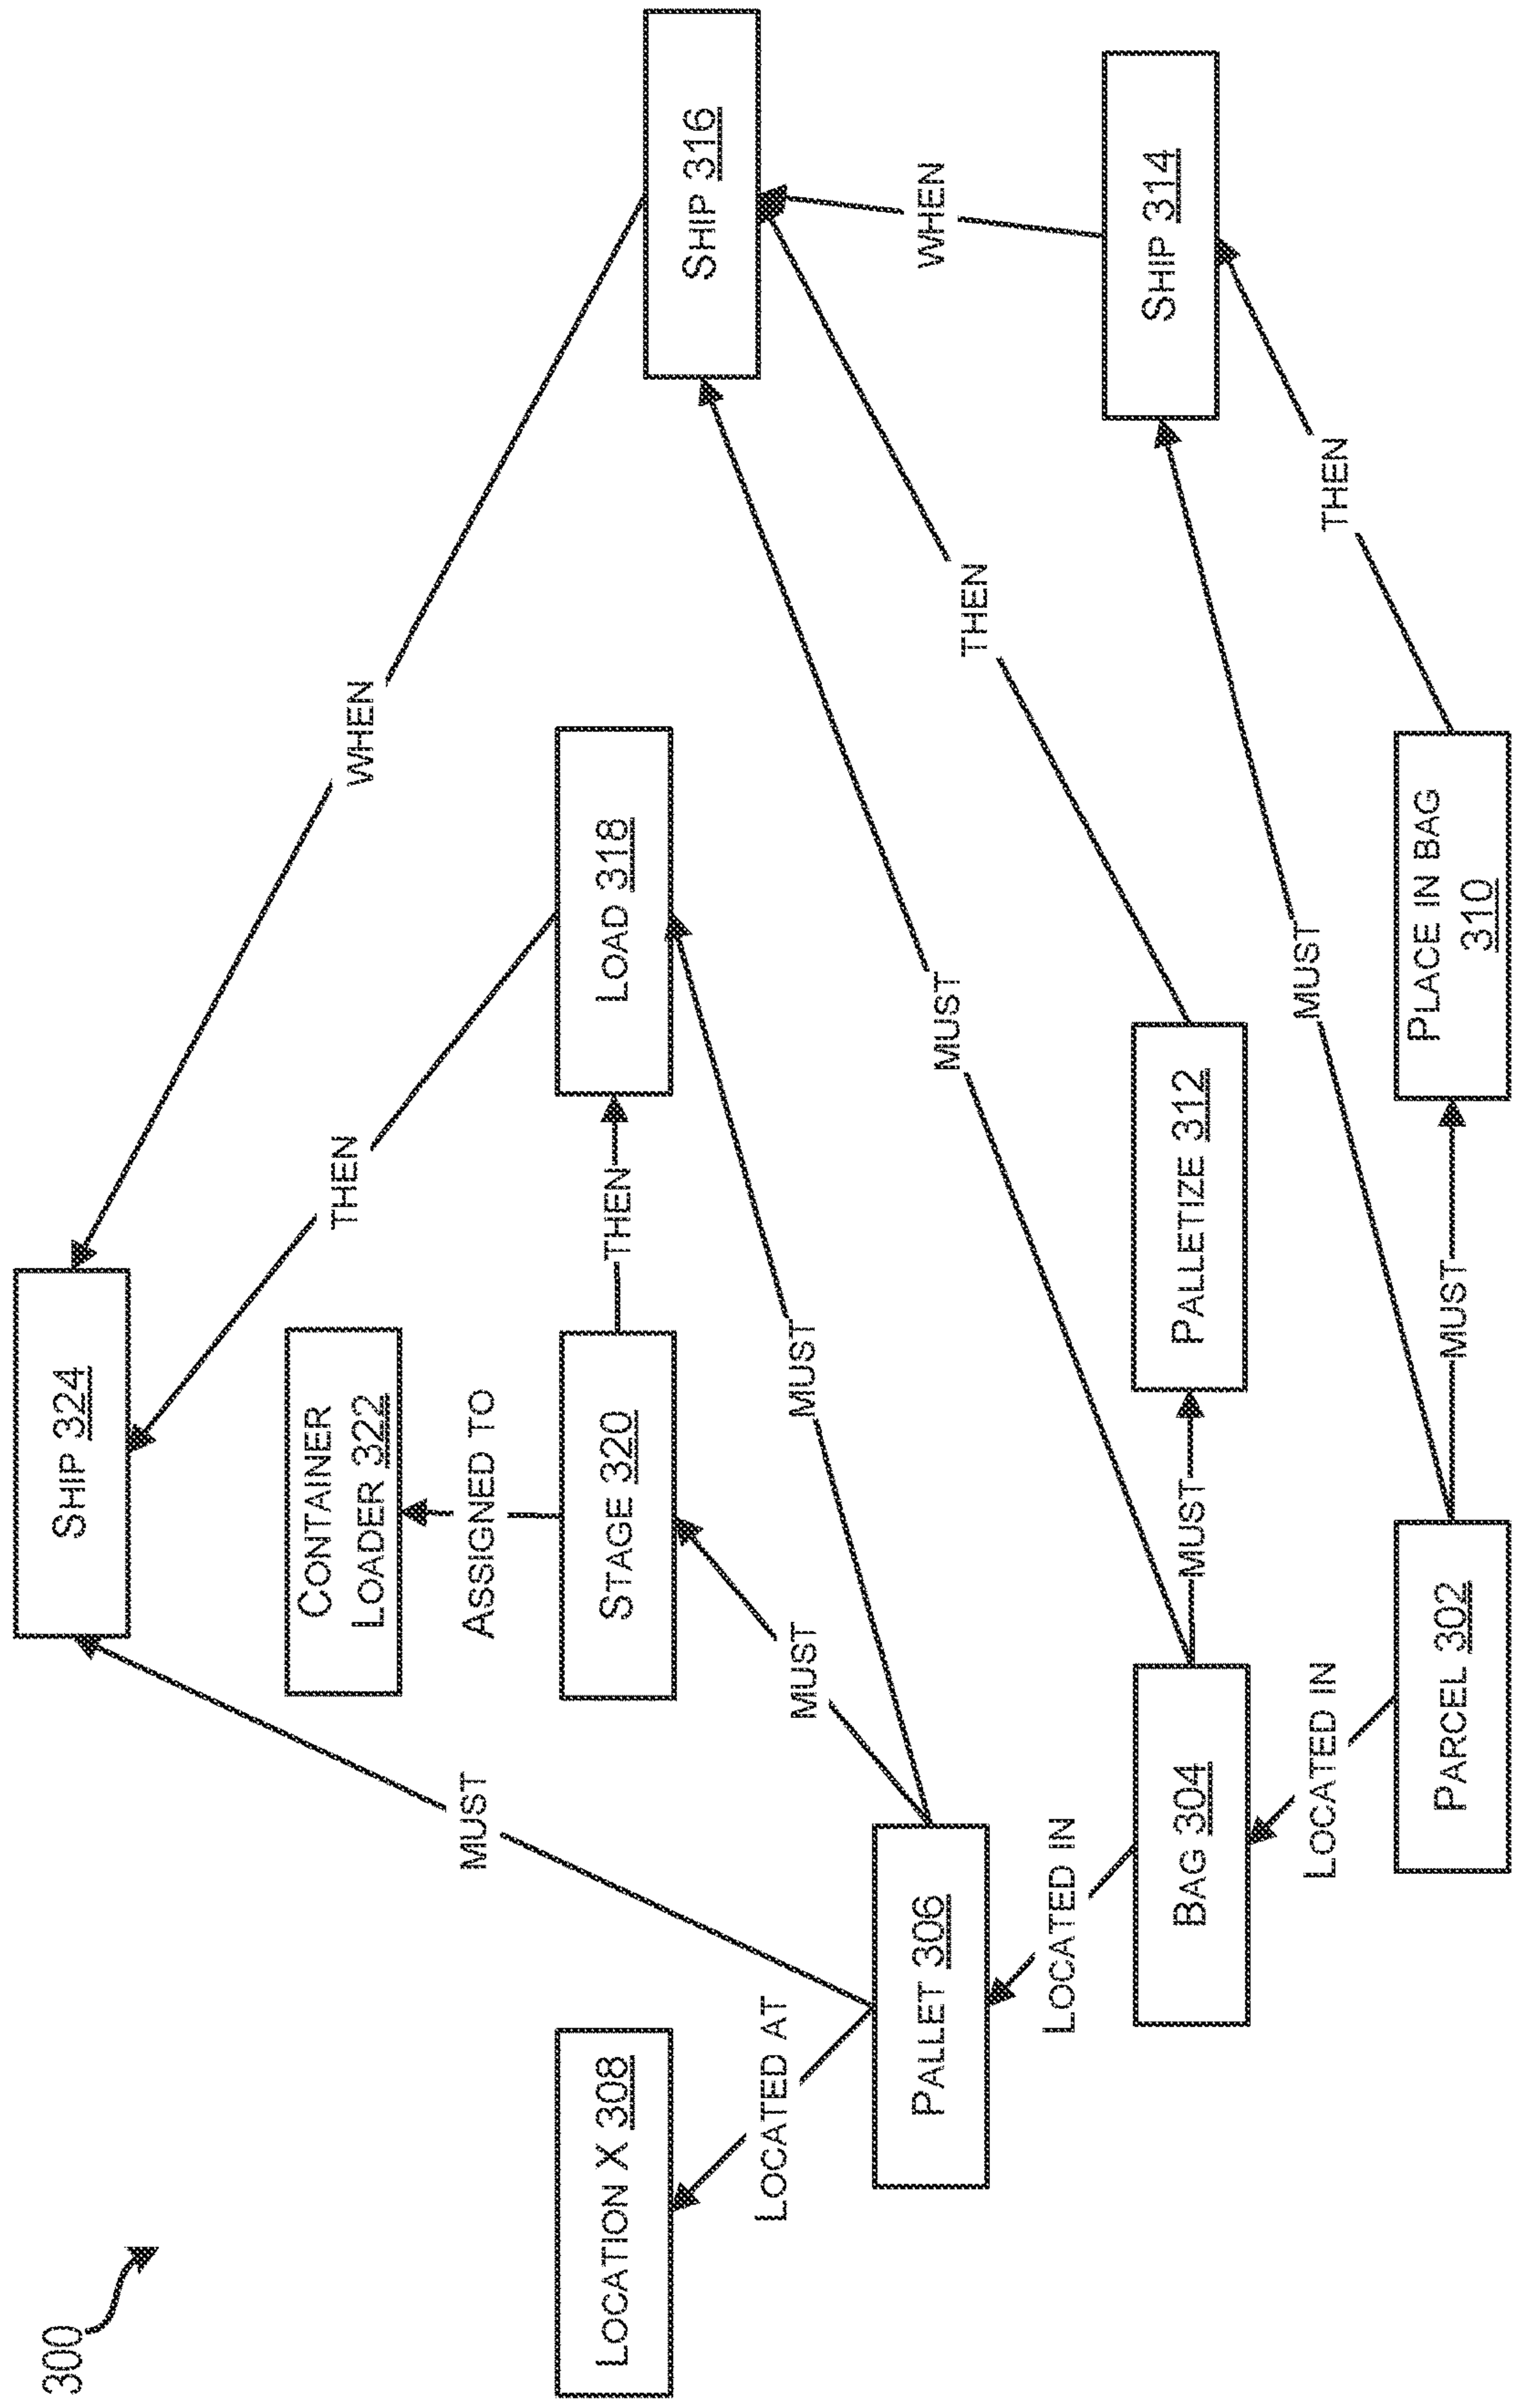 300
SHIP 324
CONTAINER
LOADER 322
THEN
WHEN
MUST
ASSIGNED TO
LOCATION X 308
STAGE 320
THEN
LOAD 318
SHIP 316
LOCATED AT
MUST
MUST
PALLET 306
MUST
THEN
WHEN
LOCATED IN
BAG 304
MUST
PALLETIZE 312
SHIP 314
LOCATED IN
MUST
THEN
PARCEL 302
MUST
PLACE IN BAG
310